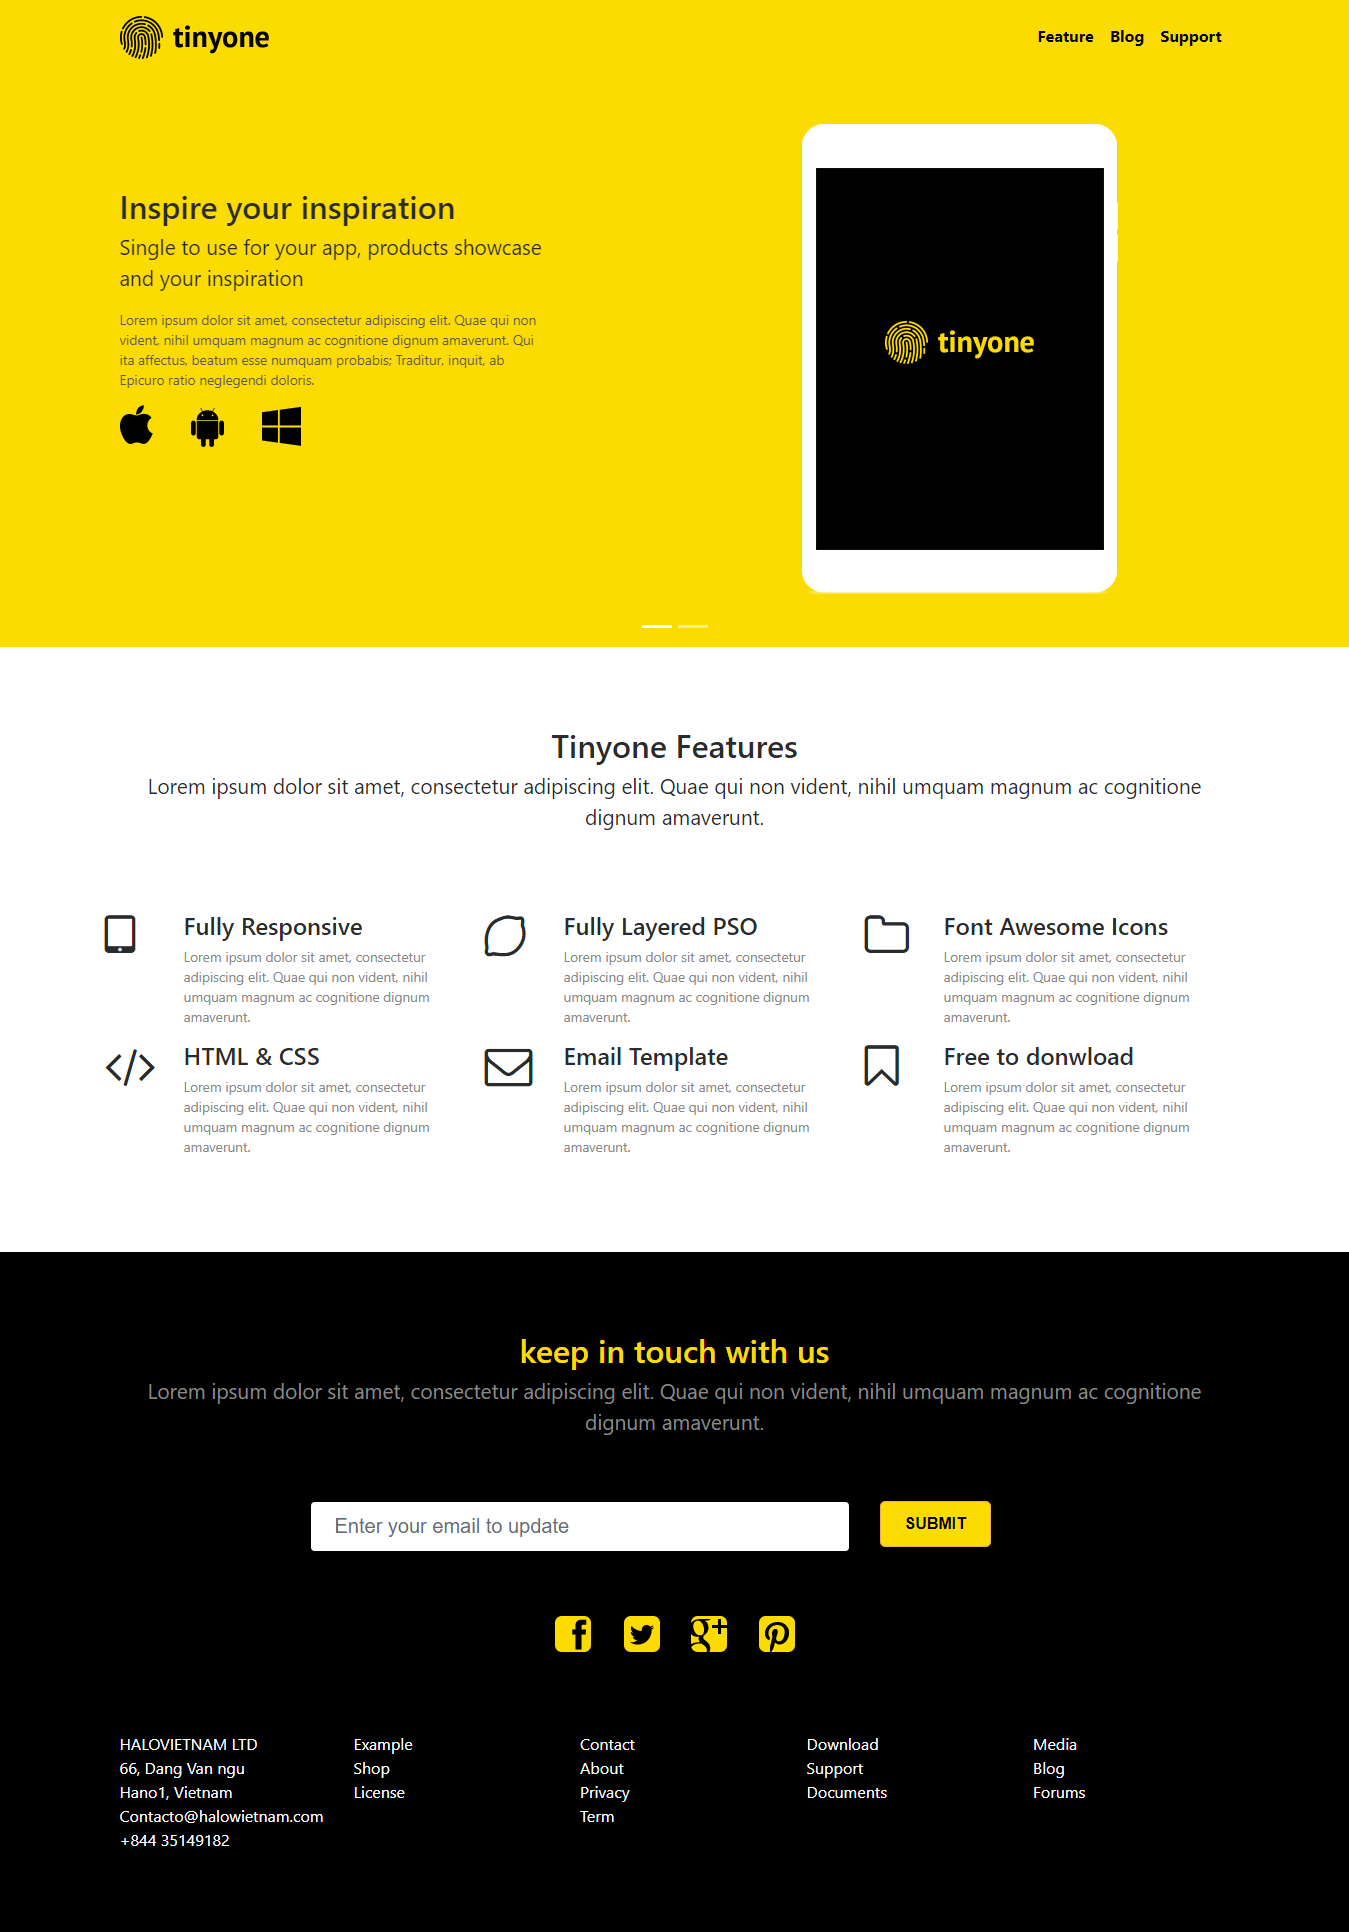 tinyone
Feature Blog Support
Inspire your inspiration
Single to use for your app, products showcase
and your inspiration
Lorem ipsum dolor sit amet, consectetur adipiscing elit. Quae qui non
vident, nihil umquam magnum ac cognitione dignum amaverunt. Qui
ita affectus, beatum esse numquam probabis; Traditur, inquit, ab
Epicuro ratio neglegendi doloris.
tinyone
Tinyone Features
Lorem ipsum dolor sit amet, consectetur adipiscing elit. Quae qui non vident, nihil umquam magnum ac cognitione
dignum amaverunt.
Fully Responsive
Lorem ipsum dolor sit amet, consectetur
adipiscing elit. Quae qui non vident, nihil
umquam magnum ac cognitione dignum
amaverunt.
Fully Layered PSO
Lorem ipsum dolor sit amet, consectetur
adipiscing elit. Quae qui non vident, nihil
umquam magnum ac cognitione dignum
amaverunt.
Font Awesome Icons
Lorem ipsum dolor sit amet, consectetur
adipiscing elit. Quae qui non vident, nihil
umquam magnum ac cognitione dignum
amaverunt.
HTML & CSS
Lorem ipsum dolor sit amet, consectetur
adipiscing elit. Quae qui non vident, nihil
umquam magnum ac cognitione dignum
amaverunt.
Email Template
Lorem ipsum dolor sit amet, consectetur
adipiscing elit. Quae qui non vident, nihil
umquam magnum ac cognitione dignum
amaverunt.
Free to donwload
Lorem ipsum dolor sit amet, consectetur
adipiscing elit. Quae qui non vident, nihil
umquam magnum ac cognitione dignum
amaverunt.
keep in touch with us
Lorem ipsum dolor sit amet, consectetur adipiscing elit. Quae qui non vident, nihil umquam magnum ac cognitione
dignum amaverunt.
Enter your email to update
SUBMIT
HALOVIETNAM LTD
66, Dang Van ngu
Hano1, Vietnam
Contacto@halowietnam.com
+844 35149182
Example
Shop
License
Contact
About
Privacy
Term
Download
Support
Documents
Media
Blog
Forums